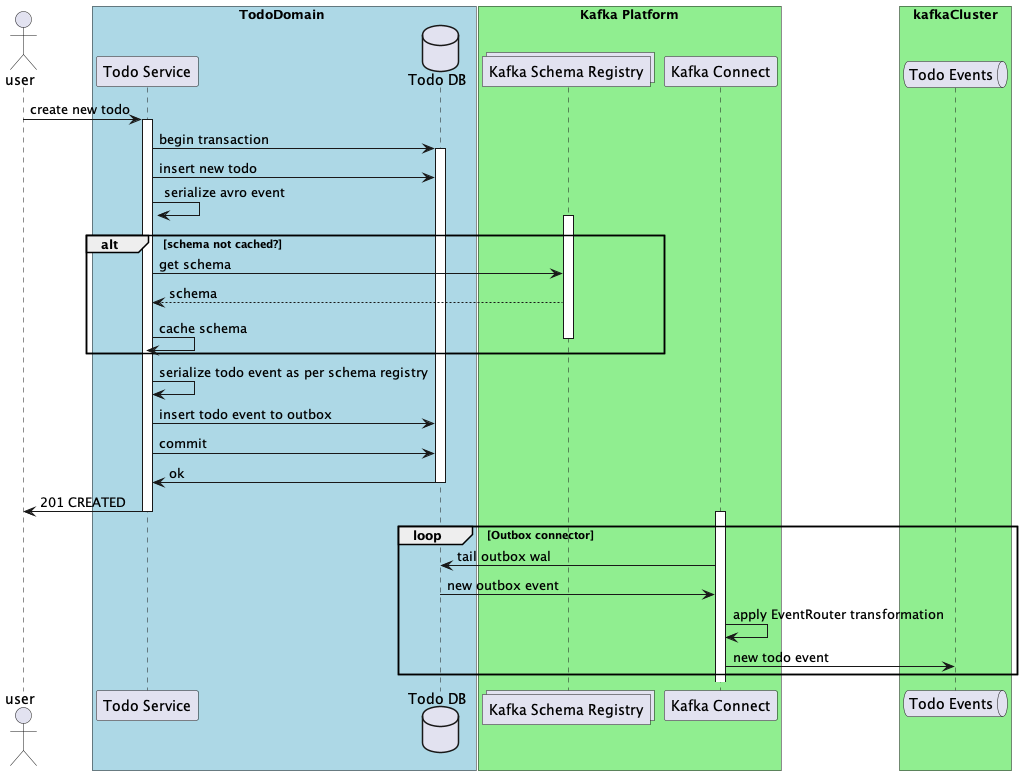 TodoDomain
Kafka Platform
kafkaCluster
user
Todo Service
Todo DB
Kafka Schema Registry
Kafka Connect
Todo Events
create new todo
begin transaction
insert new todo
serialize avro event
alt [schema not cached?]
get schema
schema
cache schema
serialize todo event as per schema registry
insert todo event to outbox
commit
ok
201 CREATED
loop [Outbox connector]
tail outbox wal
new outbox event
apply EventRouter transformation
new todo event
user
Todo Service
Todo DB
Kafka Schema Registry
Kafka Connect
Todo Events